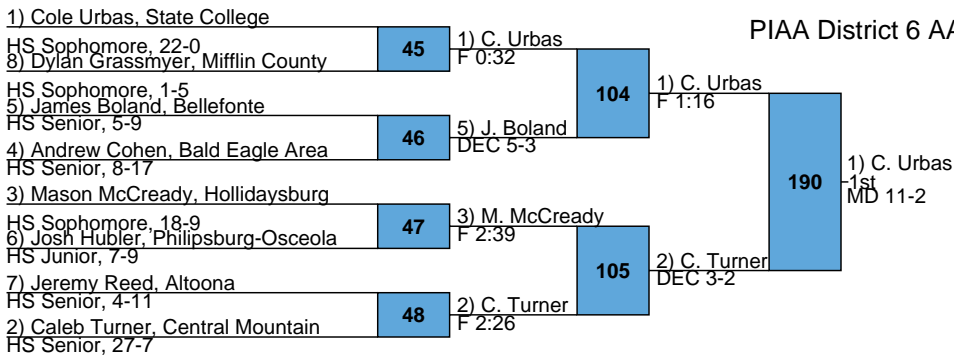 1) Cole Urbas, State College
HS Sophomore, 22-0
8) Dylan Grassmyer, Mifflin County
HS Sophomore, 1-5
5) James Boland, Bellefonte
HS Senior, 5-9
4) Andrew Cohen, Bald Eagle Area
HS Senior, 8-17
3) Mason McCready, Hollidaysburg
HS Sophomore, 18-9
6) Josh Hubler, Philipsburg-Osceola
HS Junior, 7-9
7) Jeremy Reed, Altoona
HS Senior, 4-11
2) Caleb Turner, Central Mountain
HS Senior, 27-7
45
46
47
48
1) C. Urbas
F 0:32
5) J. Boland
DEC 5-3
3) M. McCready
F 2:39
2) C. Turner
F 2:26
104
105
1) C. Urbas
F 1:16
2) C. Turner
DEC 3-2
190
PIAA District 6 AA
1) C. Urbas
1st
MD 11-2